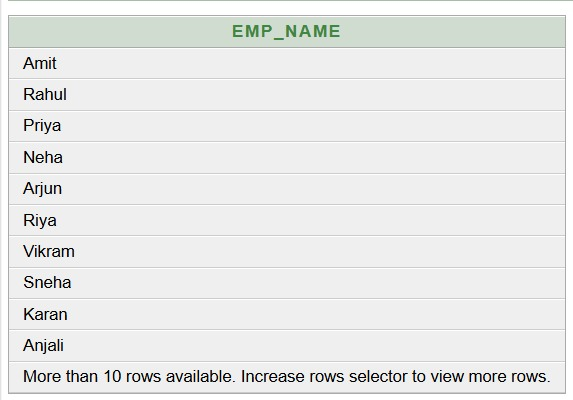 EMP_NAME
Amit
Rahul
Priya
Neha
Arjun
Riya
Vikram
Sneha
Karan
Anjali
More than 10 rows available. Increase rows selector to view more rows.